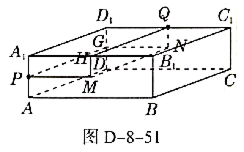 D₁ Q C₁
A₁ H G N
P D B₁ C
M
A B
图 D-8-51